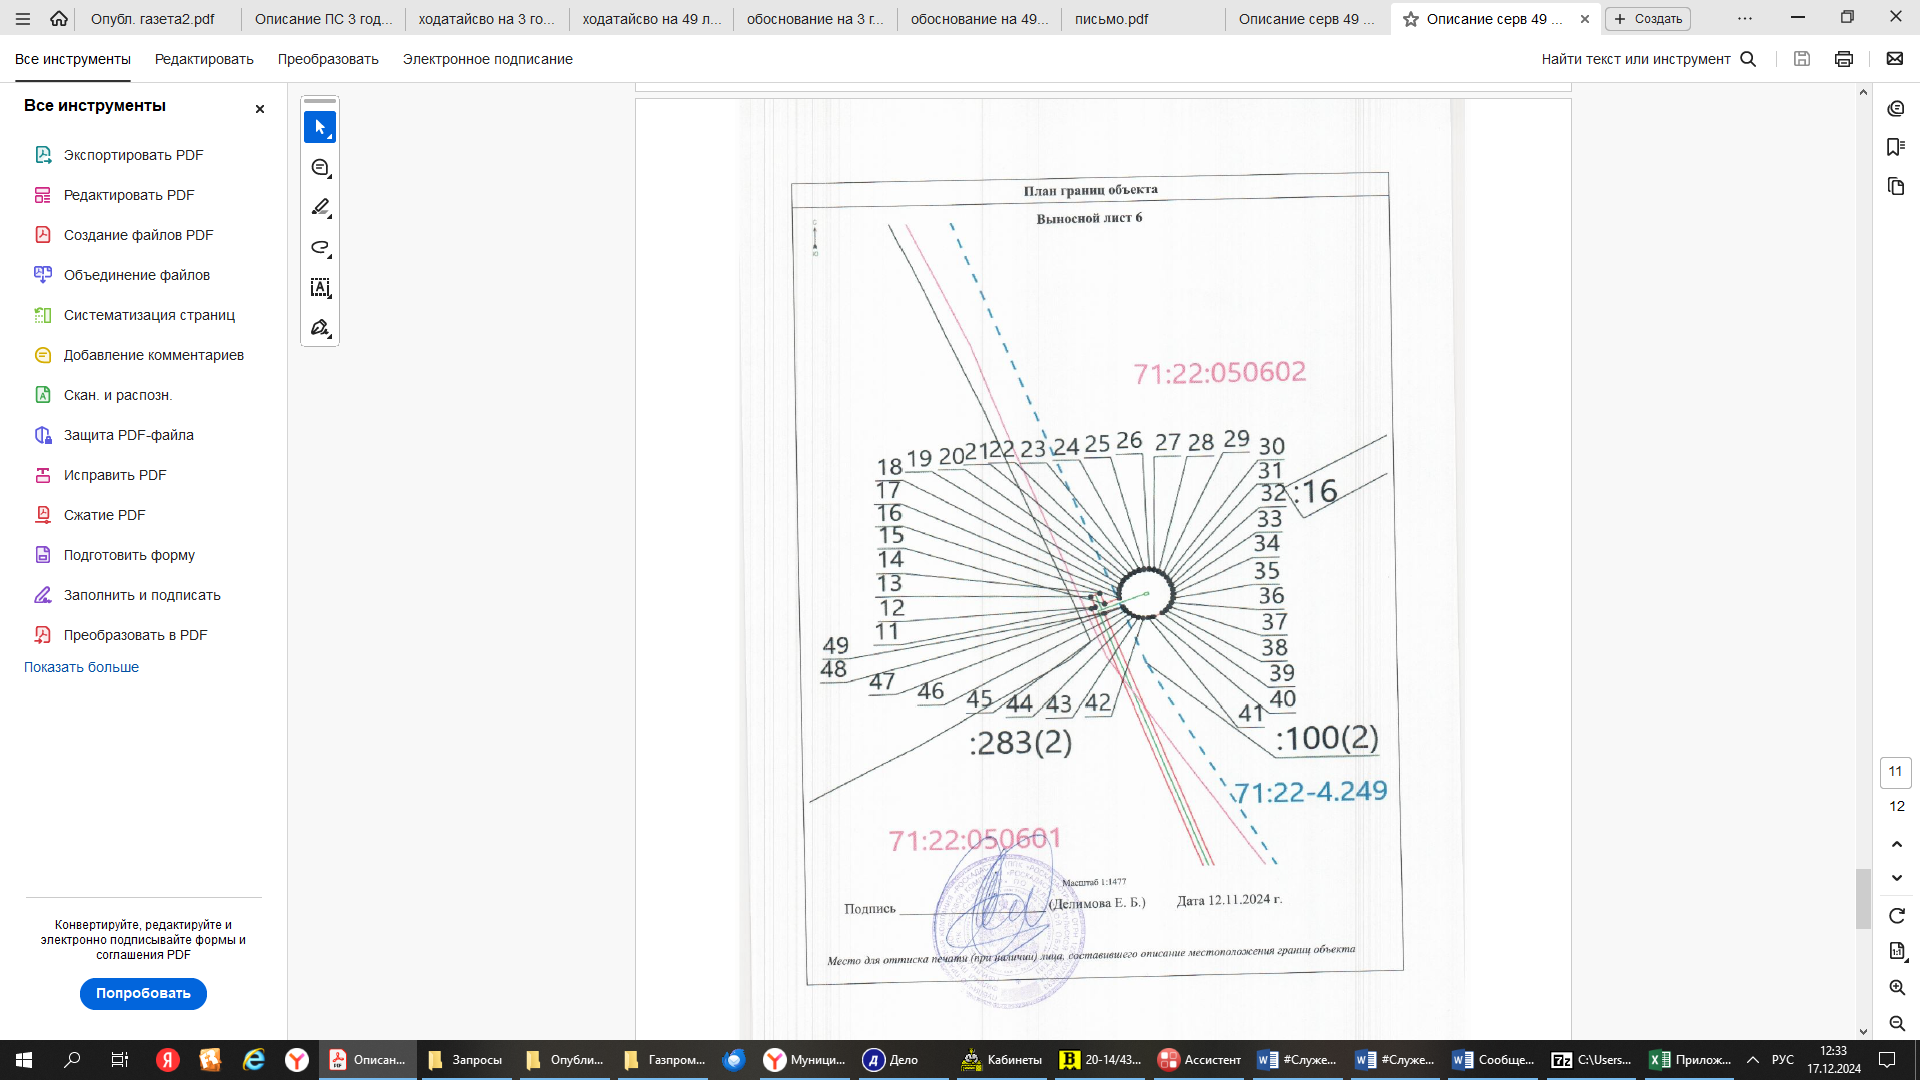 Опубл. газета2.pdf
Описание ПС 3 год...
ходатайсво на 3 го...
ходатайсво на 49 л...
обоснование на 3 г...
обоснование на 49...
письмо.pdf
Описание серв 49 ...
Описание серв 49 ...
Создать
Все инструменты
Редактировать
Преобразовать
Электронное подписание
Найти текст или инструмент
Все инструменты
Экспортировать PDF
Редактировать PDF
Создание файлов PDF
Объединение файлов
Систематизация страниц
Добавление комментариев
Скан. и распозн.
Защита PDF-файла
Исправить PDF
Сжатие PDF
Подготовить форму
Заполнить и подписать
Преобразовать в PDF
Показать больше
Конвертируйте, редактируйте и
электронно подписывайте формы и
соглашения PDF
Попробовать
План границ объекта
Выносной лист 6
71:22:050602
18 19 20 21 22 23 24 25 26 27 28 29 30
17 31
16 32 :16
15 33
14 34
13 35
12 36
11 37
49 38
48 39
47 46 45 44 43 42 41 40
:283(2)
:100(2)
71:22-4.249
71:22:050601
Масштаб 1:1477
Подпись (Делимова Е. Б.) Дата 12.11.2024 г.
Место для оттиска печати (при наличии) лица, составившего описание местоположения границ объекта
11
12
Описан...
Запросы
Опубли...
Газпром...
Муници...
Дело
Кабинеты
20-14/43...
Ассистент
#Служе...
#Служе...
Сообще...
C:\Users...
Прилож...
РУС
12:33
17.12.2024